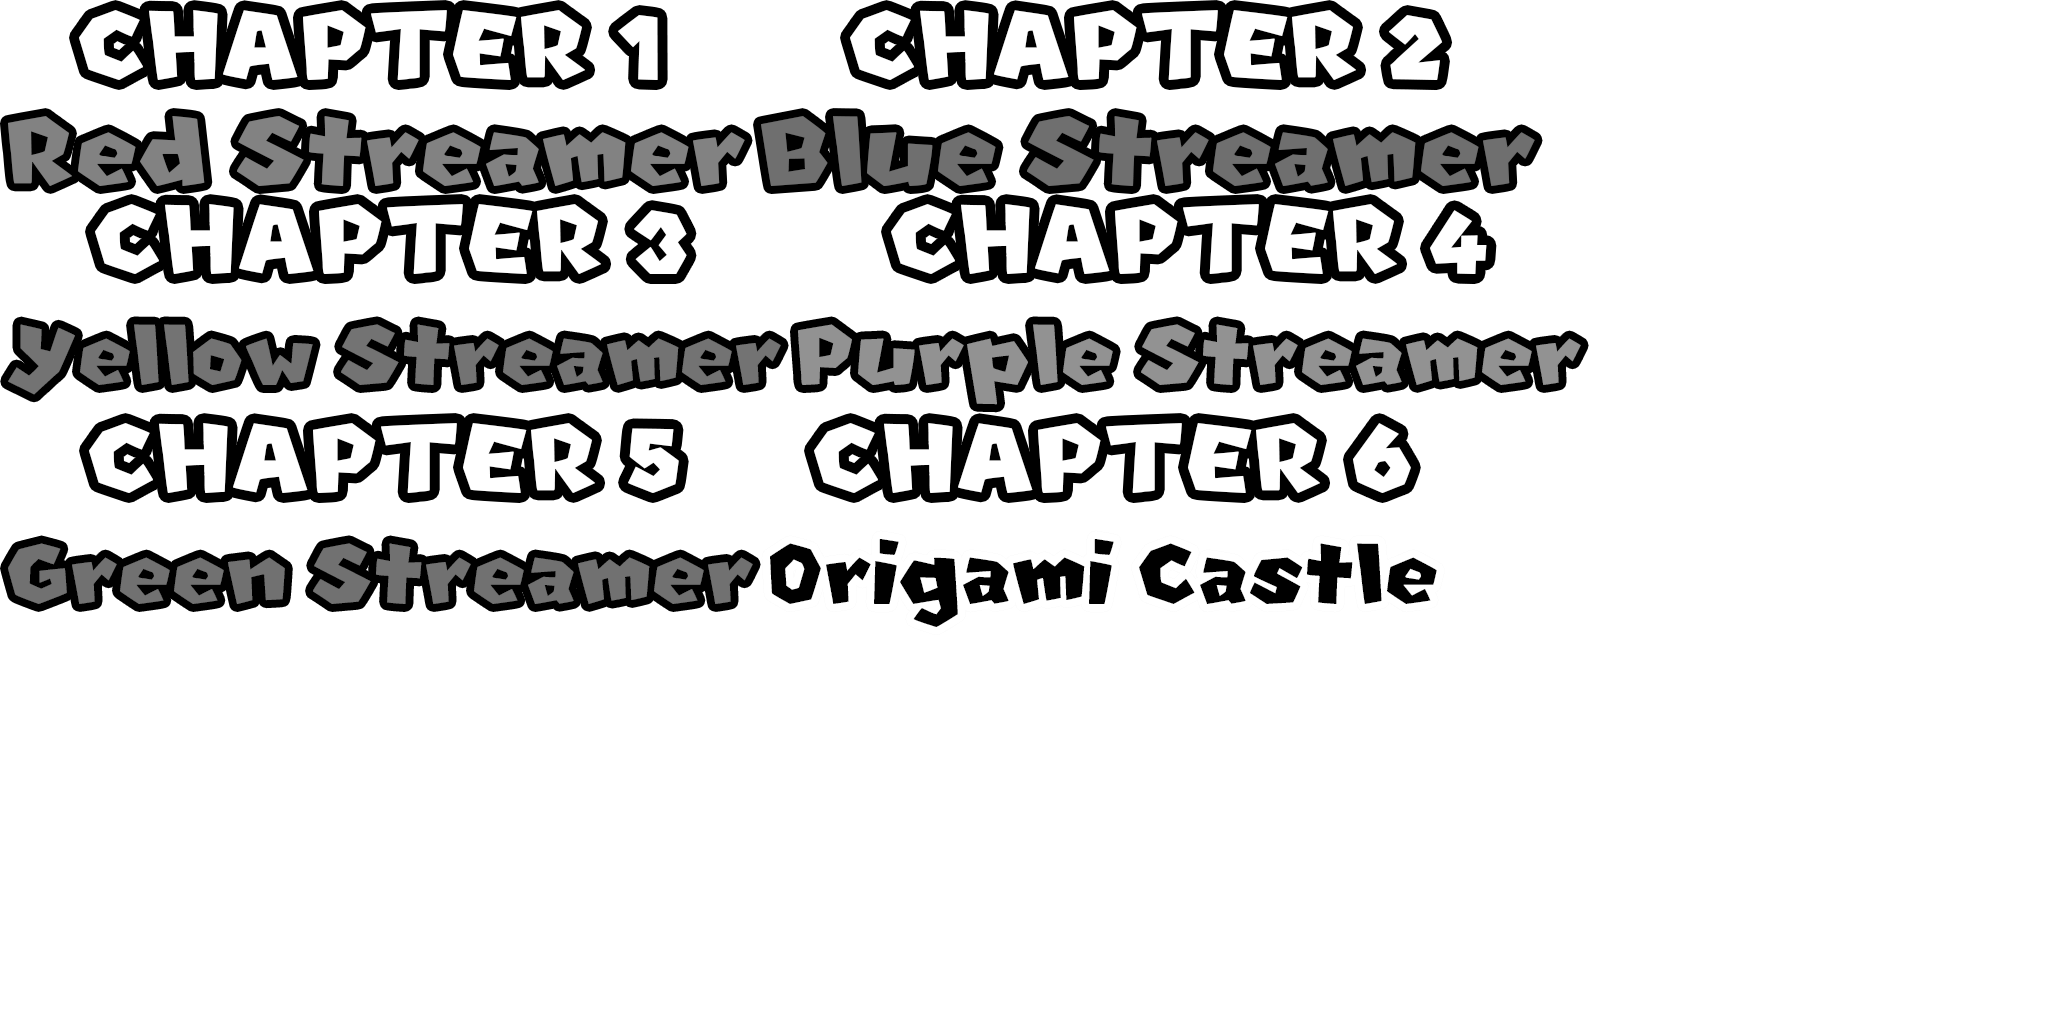 CHAPTER 1
Red Streamer
CHAPTER 2
Blue Streamer
CHAPTER 3
Yellow Streamer
CHAPTER 4
Purple Streamer
CHAPTER 5
Green Streamer
CHAPTER 6
Origami Castle